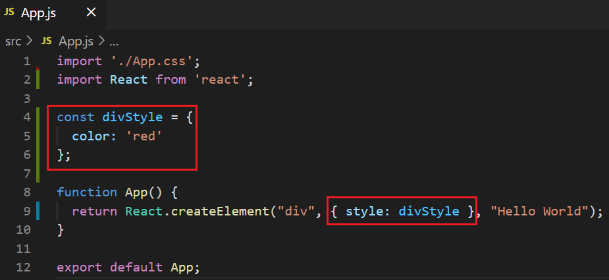 JS App.js ×
src > JS App.js > ...
1 import './App.css';
2 import React from 'react';
3
4 const divStyle = {
5   color: 'red'
6 };
7
8 function App() {
9   return React.createElement("div", { style: divStyle }, "Hello World");
10 }
11
12 export default App;